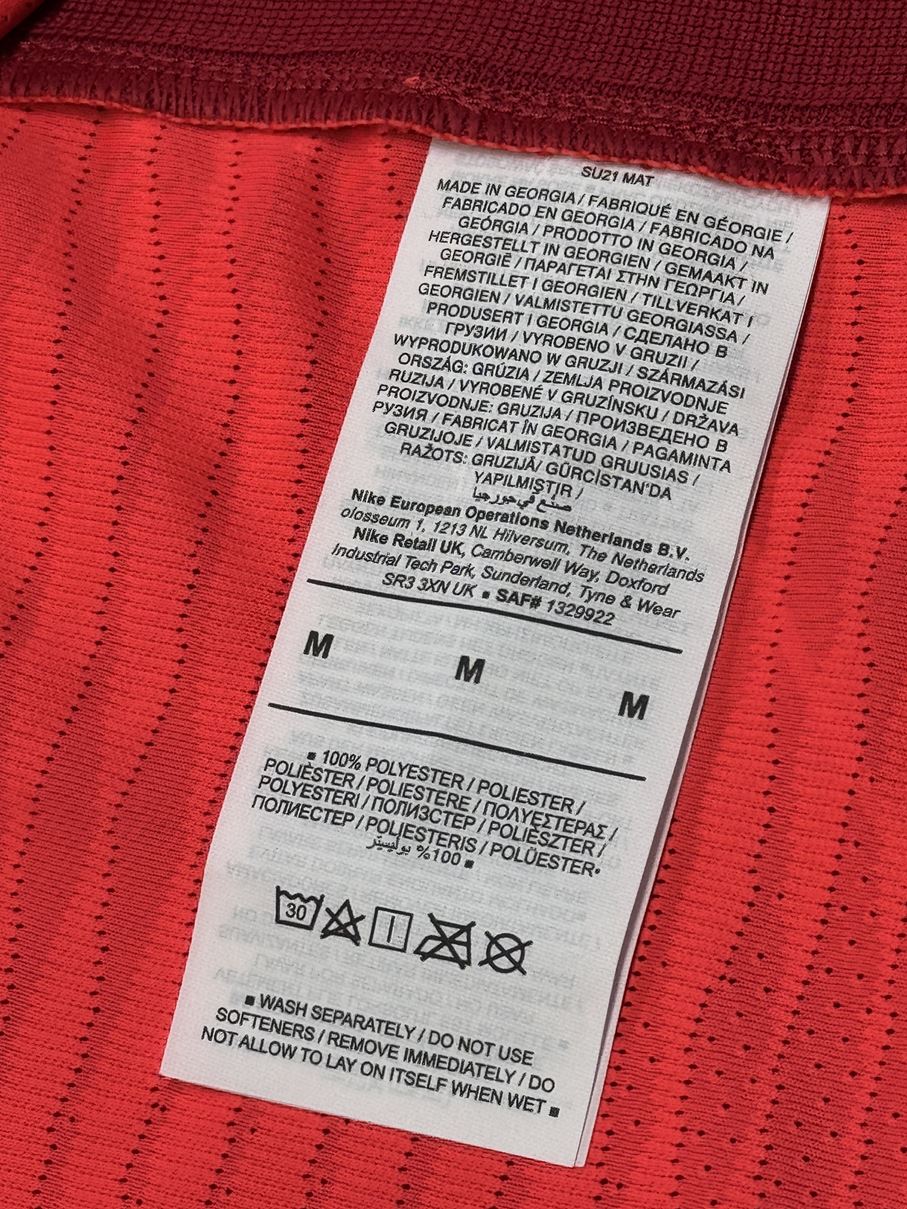 SU21 MAT
MADE IN GEORGIA / FABRIQUÉ EN GÉORGIE /
FABRICADO EN GEORGIA / FABRICADO NA
GEÓRGIA / PRODOTTO IN GEORGIA /
HERGESTELLT IN GEORGIEN / GEMAAKT IN
GEORGIË / ΠΑΡΑΓΕΤΑΙ ΣΤΗΝ ΓΕΩΡΓΙΑ /
FREMSTILLET I GEORGIEN / TILLVERKAT I
GEORGIEN / VALMISTETTU GEORGIASSA /
PRODUSERT I GEORGIA / СДЕЛАНО В
ГРУЗИИ / VYROBENO V GRUZII /
WYPRODUKOWANO W GRUZJI / SZÁRMAZÁSI
ORSZÁG: GRÚZIA / ZEMLJA PROIZVODNJE
RUZIJA / VYROBENÉ V GRUZÍNSKU / DRŽAVA
PROIZVODNJE: GRUZIJA / ПРОИЗВЕДЕНО В
РУЗИЯ / FABRICAT ÎN GEORGIA / PAGAMINTA
GRUZIJOJE / VALMISTATUD GRUUSIAS /
RAŽOTS: GRUZIJĀ / GÜRCİSTAN'DA
YAPILMIŞTIR /
صنع في جورجيا
Nike European Operations Netherlands B.V.
olosseum 1, 1213 NL Hilversum, The Netherlands
Nike Retail UK, Camberwell Way, Doxford
Industrial Tech Park, Sunderland, Tyne & Wear
SR3 3XN UK ▪ SAF# 1329922
M M M
▪ 100% POLYESTER / POLIESTER /
POLIÈSTER / POLIESTERE / ΠΟΛΥΕΣΤΕΡΑΣ /
POLYESTERI / ПОЛИЭСТЕР / POLIÉSZTER /
ПОЛИЕСТЕР / POLIESTERIS / POLÜESTER▪
100% بوليستر ▪
30
▪ WASH SEPARATELY / DO NOT USE
SOFTENERS / REMOVE IMMEDIATELY / DO
NOT ALLOW TO LAY ON ITSELF WHEN WET ▪